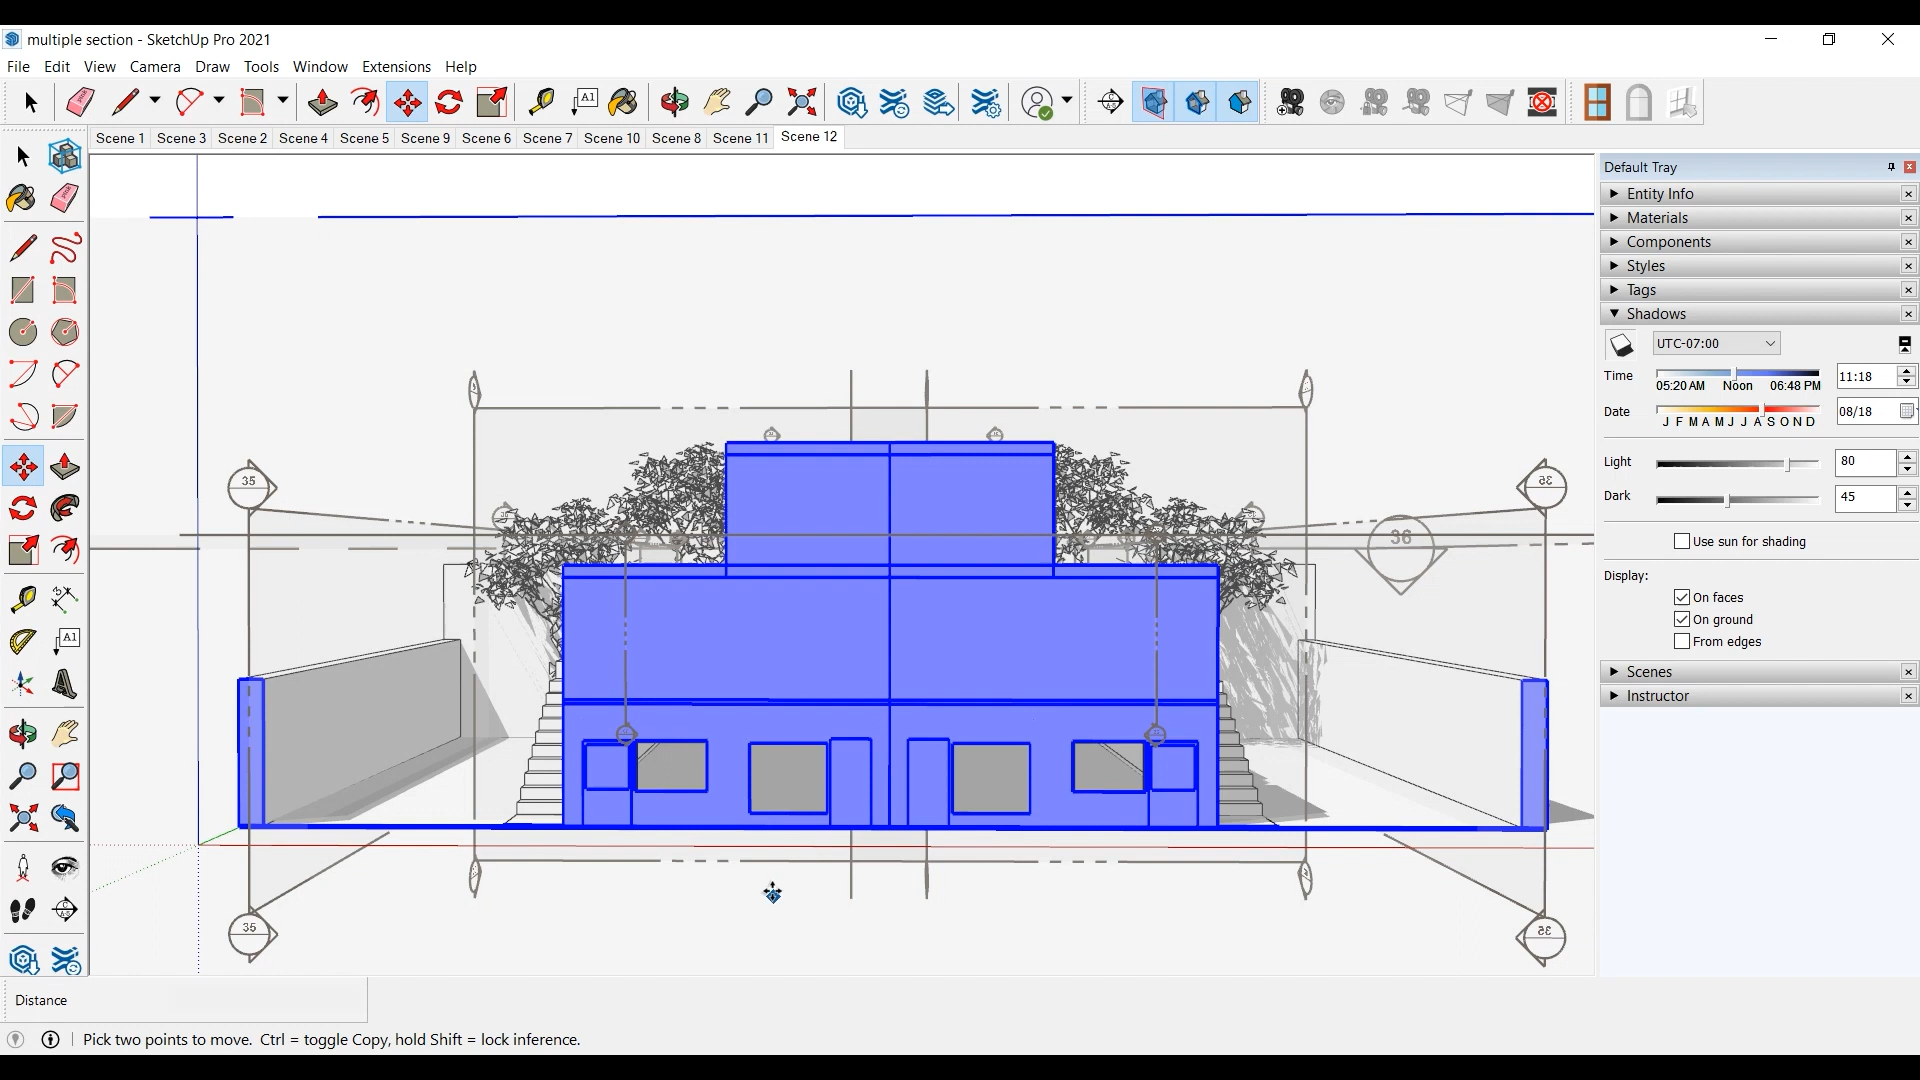 multiple section - SketchUp Pro 2021
File Edit View Camera Draw Tools Window Extensions Help
A1
Scene 1 Scene 3 Scene 2 Scene 4 Scene 5 Scene 9 Scene 6 Scene 7 Scene 10 Scene 8 Scene 11 Scene 12
Default Tray
Entity Info
Materials
Components
Styles
Tags
Shadows
UTC-07:00
Time
05:20 AM Noon 06:48 PM
11:18
Date
J F M A M J J A S O N D
08/18
Light
80
Dark
45
Use sun for shading
Display:
On faces
On ground
From edges
Scenes
Instructor
A1
35
35
36
35
35
Distance
Pick two points to move. Ctrl = toggle Copy, hold Shift = lock inference.